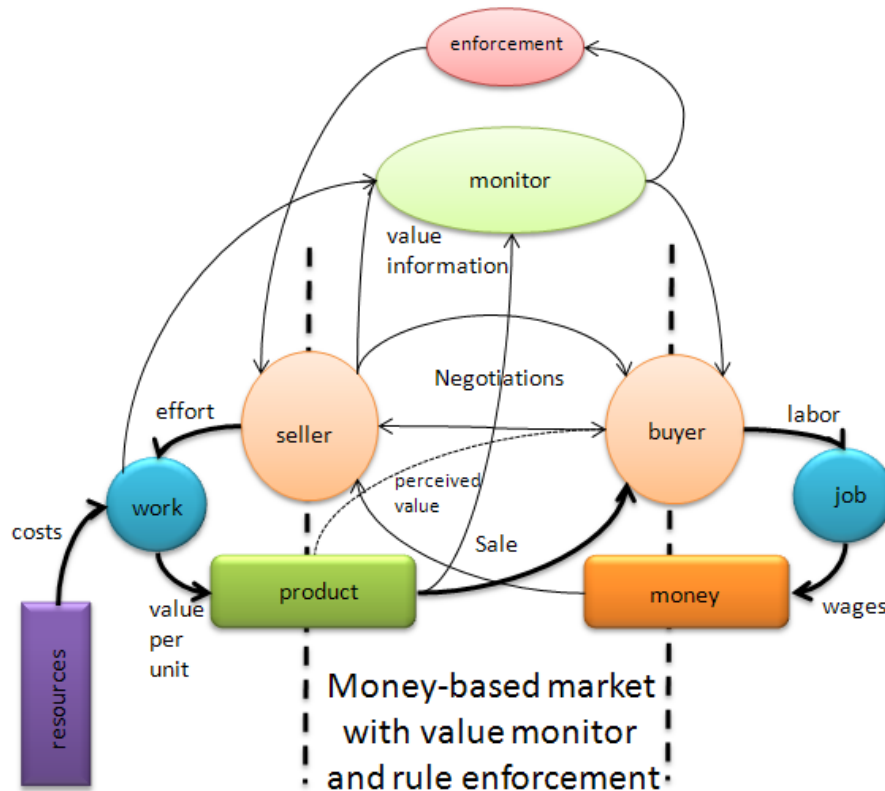 enforcement
monitor
value
information
Negotiations
effort
seller
buyer
labor
perceived
value
work
job
costs
Sale
product
money
value
per
unit
wages
resources
Money-based market
with value monitor
and rule enforcement